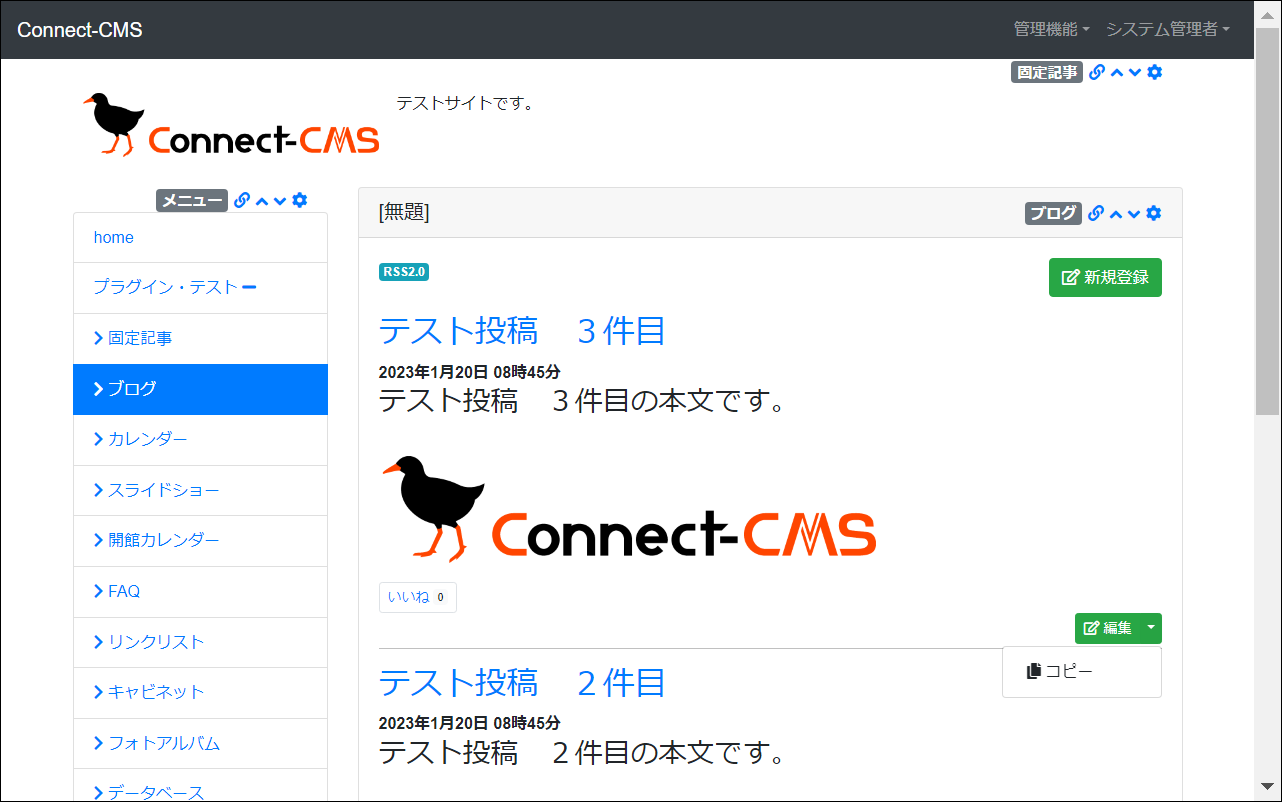 Connect-CMS
管理機能
システム管理者
固定記事
Connect-CMS
テストサイトです。
メニュー
home
プラグイン・テスト
固定記事
ブログ
カレンダー
スライドショー
開館カレンダー
FAQ
リンクリスト
キャビネット
フォトアルバム
データベース
[無題]
ブログ
RSS2.0
新規登録
テスト投稿　３件目
2023年1月20日 08時45分
テスト投稿　３件目の本文です。
Connect-CMS
いいね 0
編集
コピー
テスト投稿　２件目
2023年1月20日 08時45分
テスト投稿　２件目の本文です。